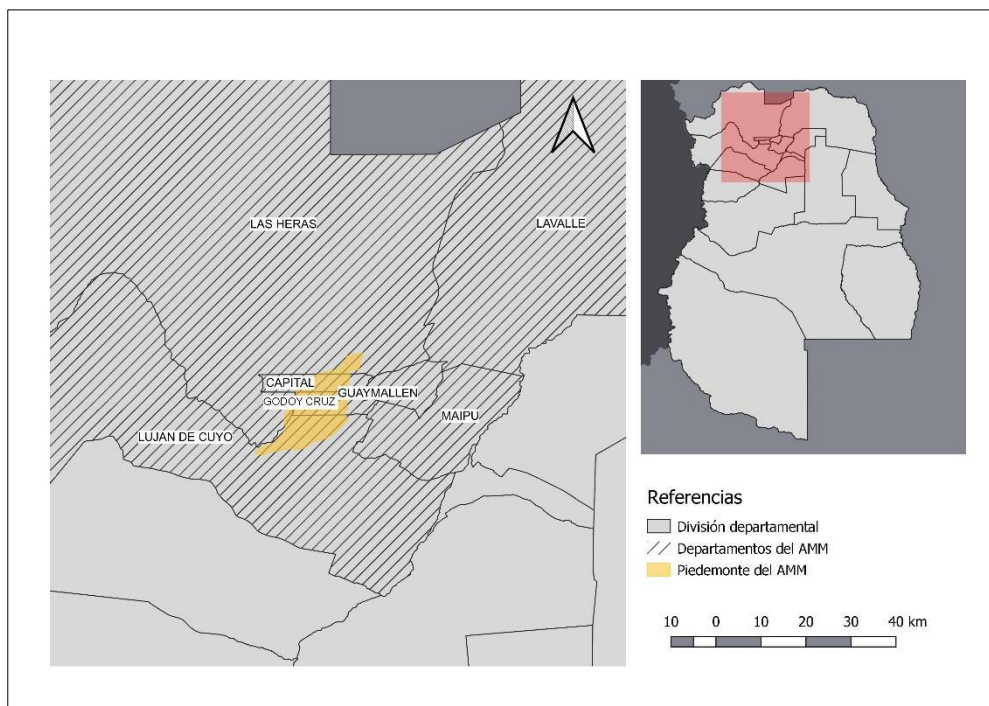 LAS HERAS
LAVALLE
CAPITAL
GUAYMALLEN
GODOY CRUZ
MAIPU
LUJAN DE CUYO
Referencias
División departamental
Departamentos del AMM
Piedemonte del AMM
10 0 10 20 30 40 km